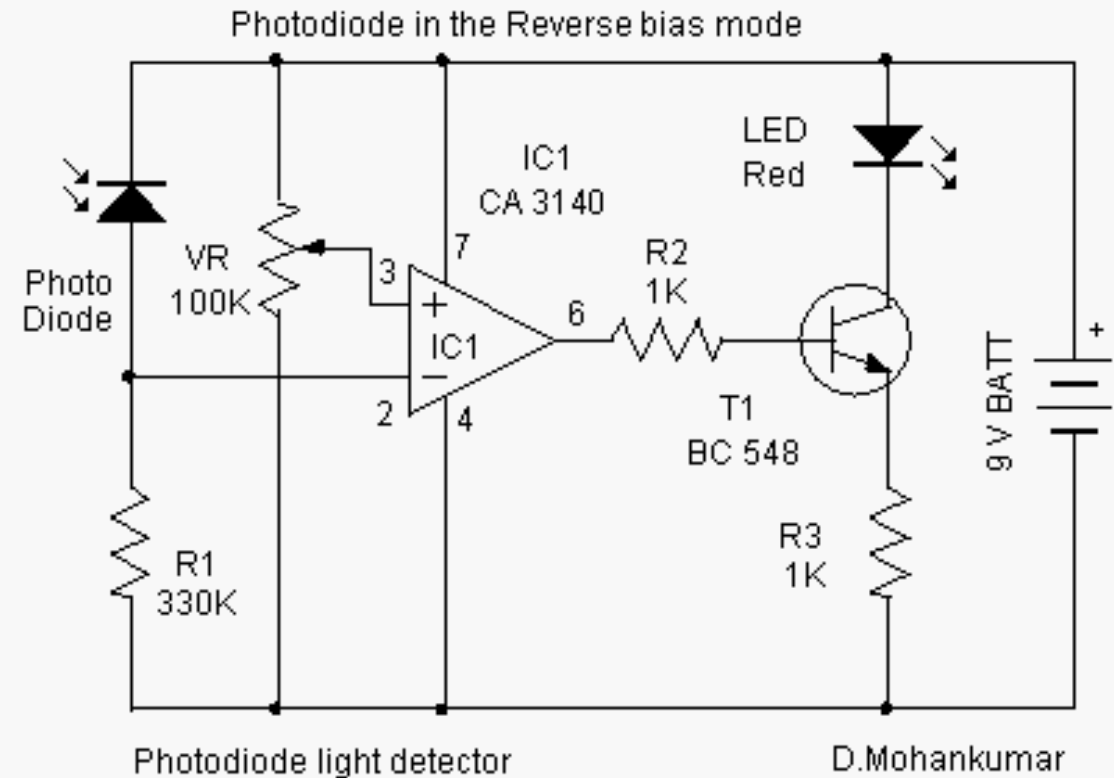 Photodiode in the Reverse bias mode
LED
Red
IC1
CA 3140
Photo
Diode
VR
100K
3
7
+
IC1
−
2
4
6
R2
1K
T1
BC 548
+
9 V BATT
R1
330K
R3
1K
Photodiode light detector
D.Mohankumar